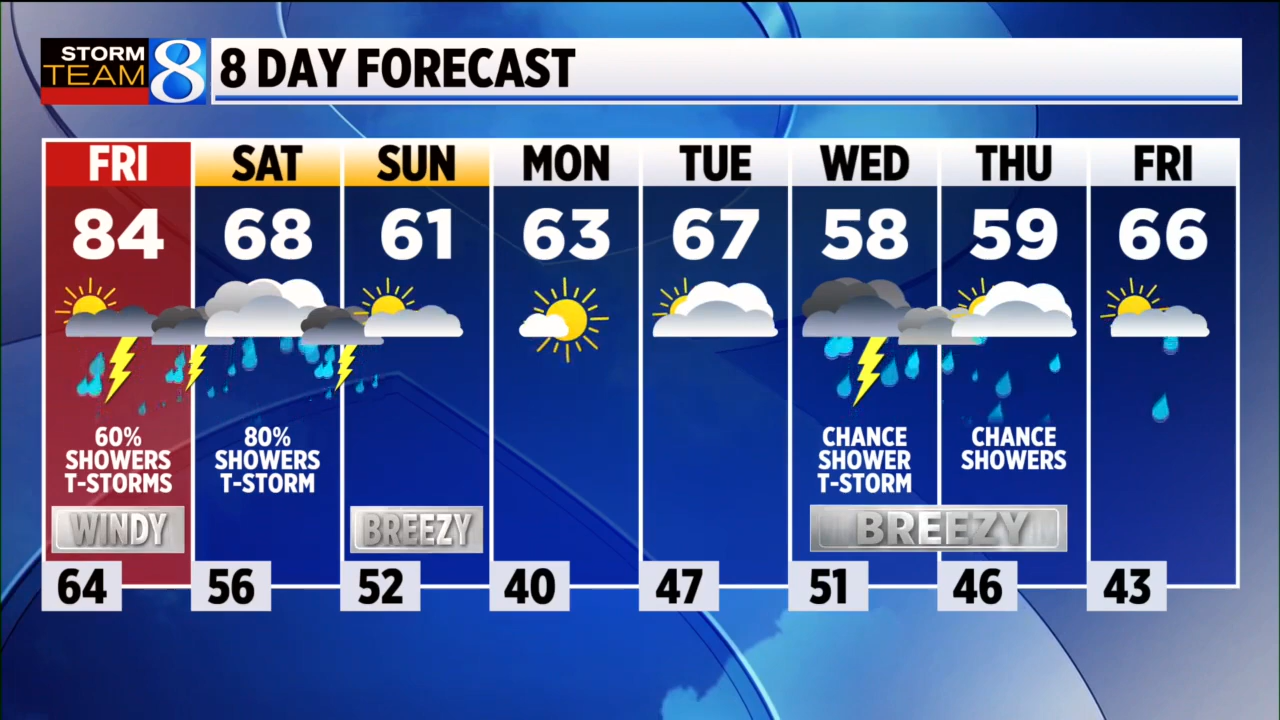 STORM
TEAM
8
8 DAY FORECAST
FRI SAT SUN MON TUE WED THU FRI
84 68 61 63 67 58 59 66
60%
SHOWERS
T-STORMS
80%
SHOWERS
T-STORM
CHANCE
SHOWER
T-STORM
CHANCE
SHOWERS
WINDY
BREEZY
BREEZY
64 56 52 40 47 51 46 43